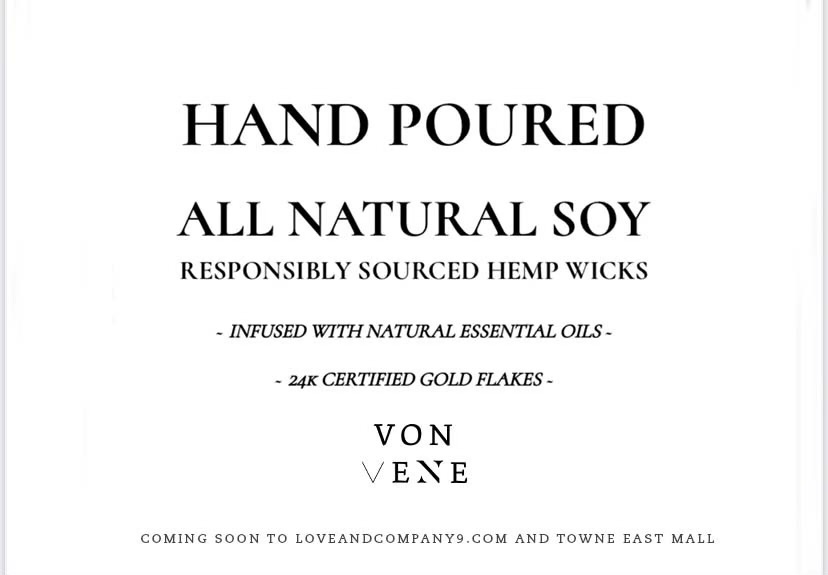 HAND POURED
ALL NATURAL SOY
RESPONSIBLY SOURCED HEMP WICKS
~ INFUSED WITH NATURAL ESSENTIAL OILS ~
~ 24K CERTIFIED GOLD FLAKES ~
VON
VENE
COMING SOON TO LOVEANDCOMPANY9.COM AND TOWNE EAST MALL